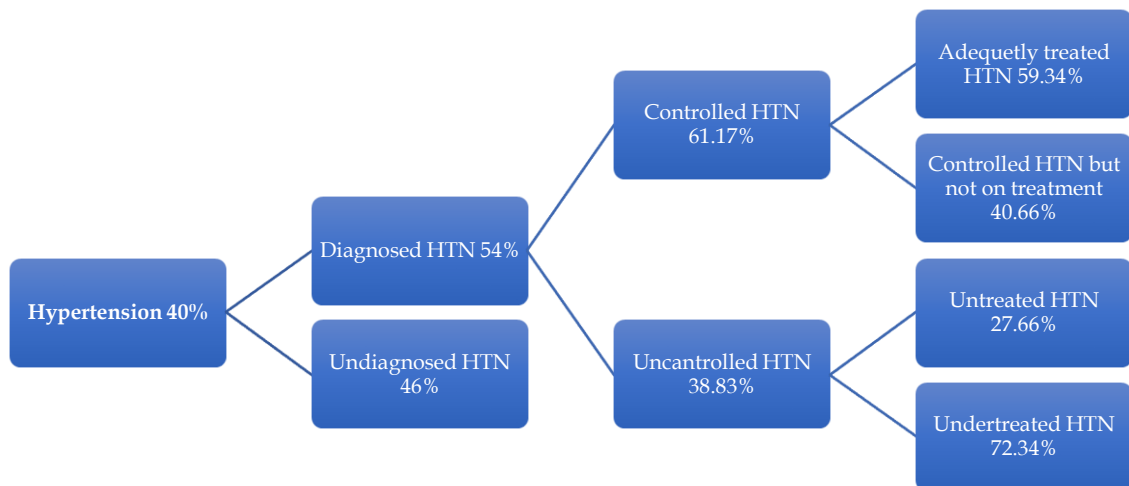 Hypertension 40%
Diagnosed HTN 54%
Undiagnosed HTN
46%
Controlled HTN
61.17%
Uncantrolled HTN
38.83%
Adequetly treated
HTN 59.34%
Controlled HTN but
not on treatment
40.66%
Untreated HTN
27.66%
Undertreated HTN
72.34%